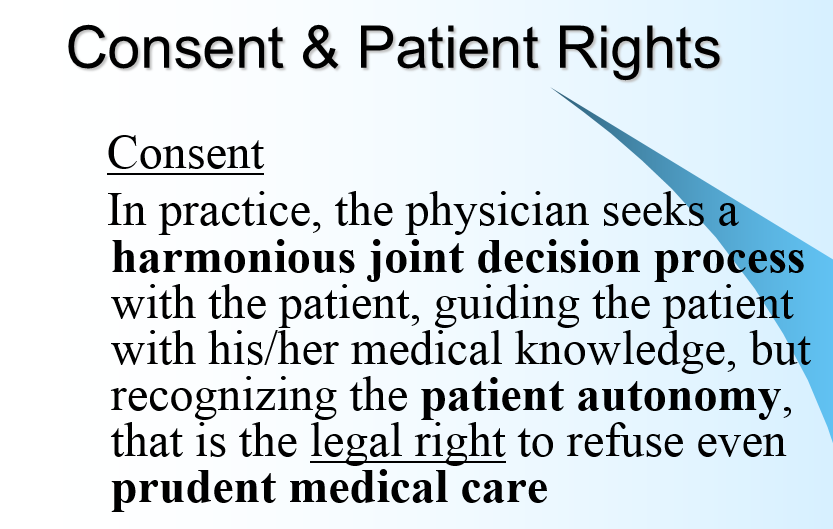 Consent & Patient Rights
Consent
In practice, the physician seeks a
harmonious joint decision process
with the patient, guiding the patient
with his/her medical knowledge, but
recognizing the patient autonomy,
that is the legal right to refuse even
prudent medical care